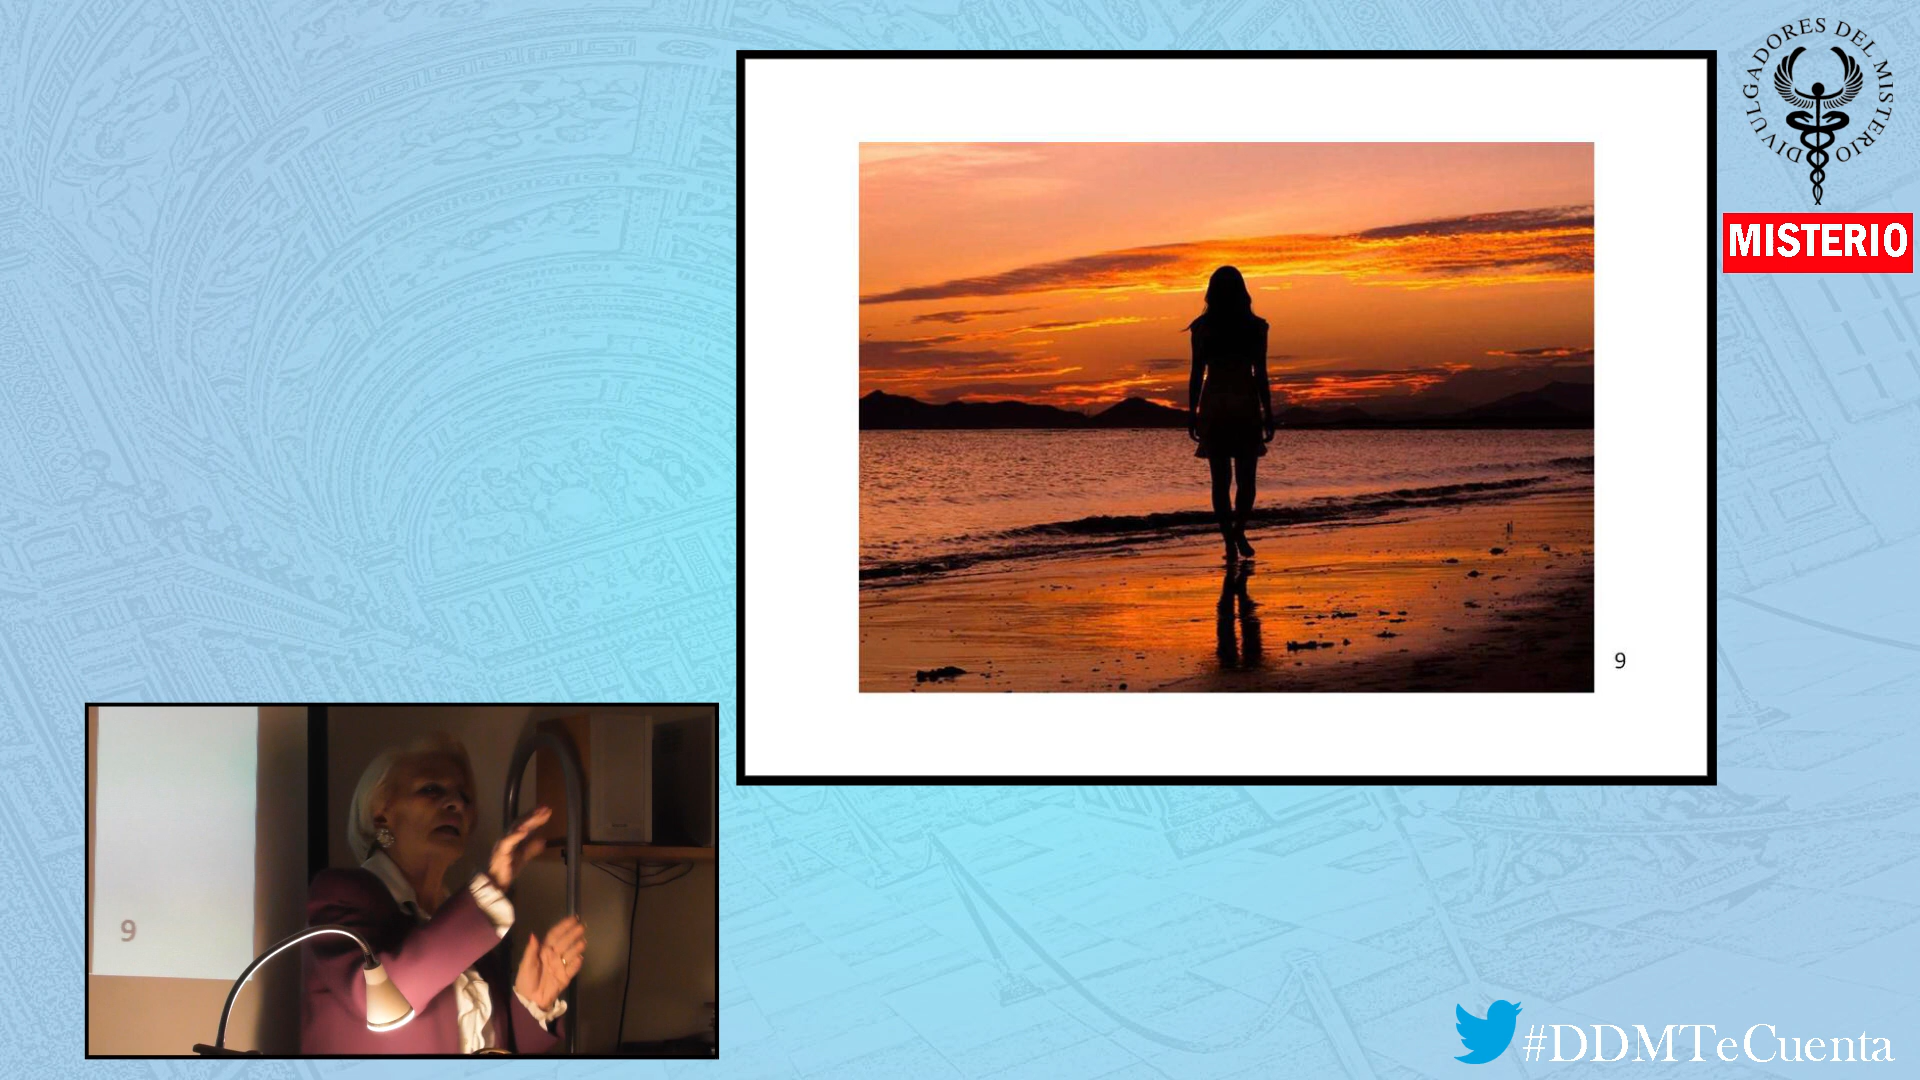 DIVULGADORES DEL MISTERIO
MISTERIO
9
9
#DDMTeCuenta